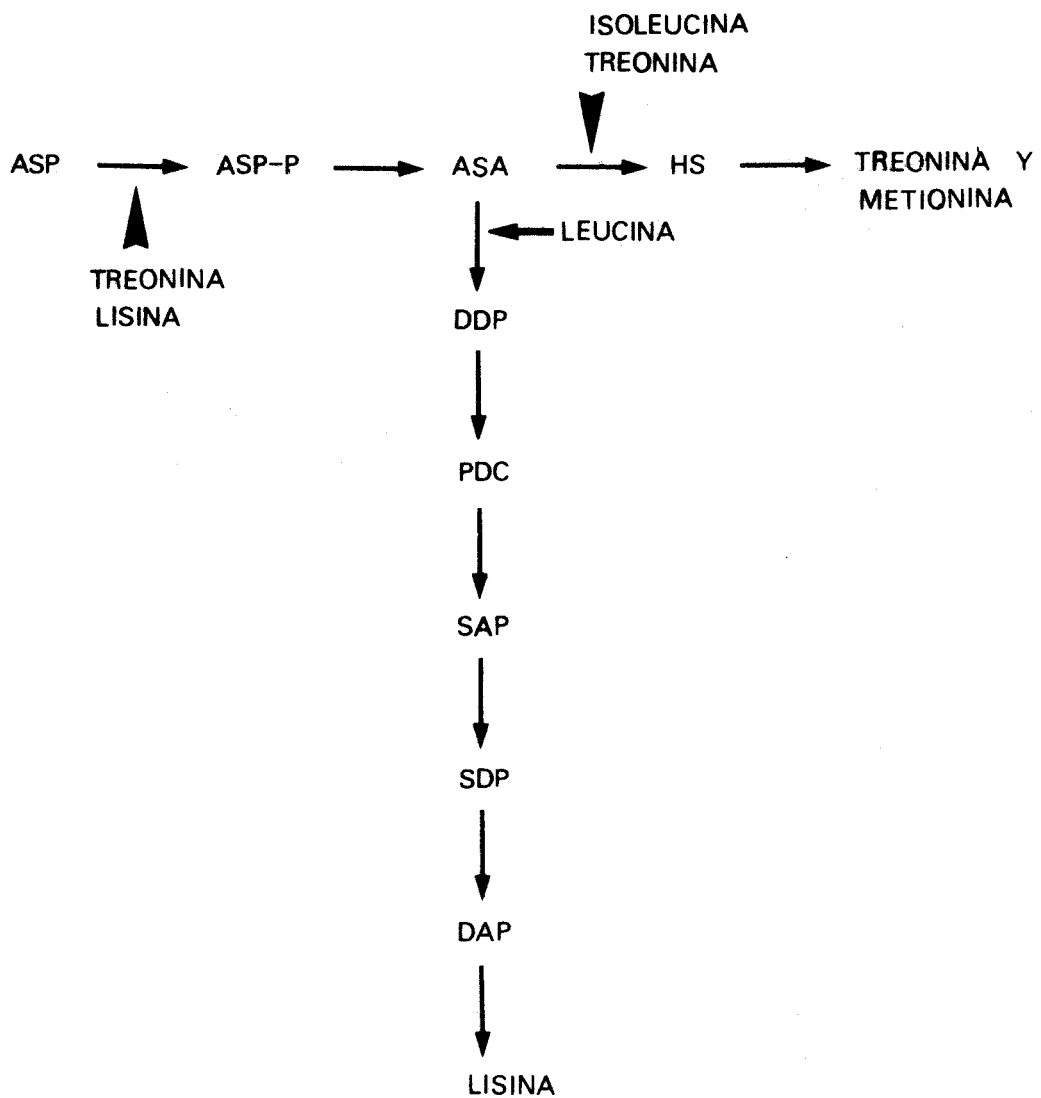 ISOLEUCINA
TREONINA
ASP
ASP-P
ASA
HS
TREONINA Y
METIONINA
LEUCINA
TREONINA
LISINA
DDP
PDC
SAP
SDP
DAP
LISINA